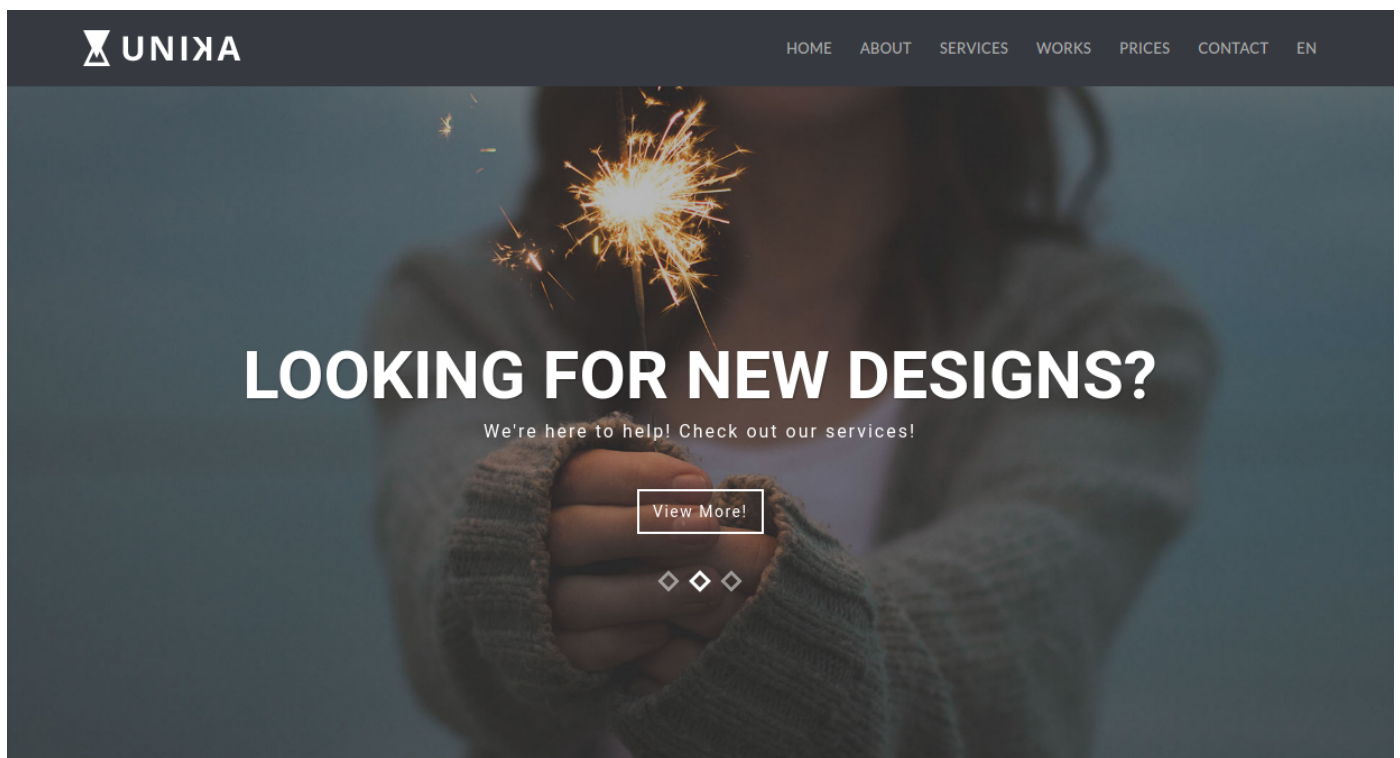 UNIKA
HOME ABOUT SERVICES WORKS PRICES CONTACT EN
LOOKING FOR NEW DESIGNS?
We're here to help! Check out our services!
View More!